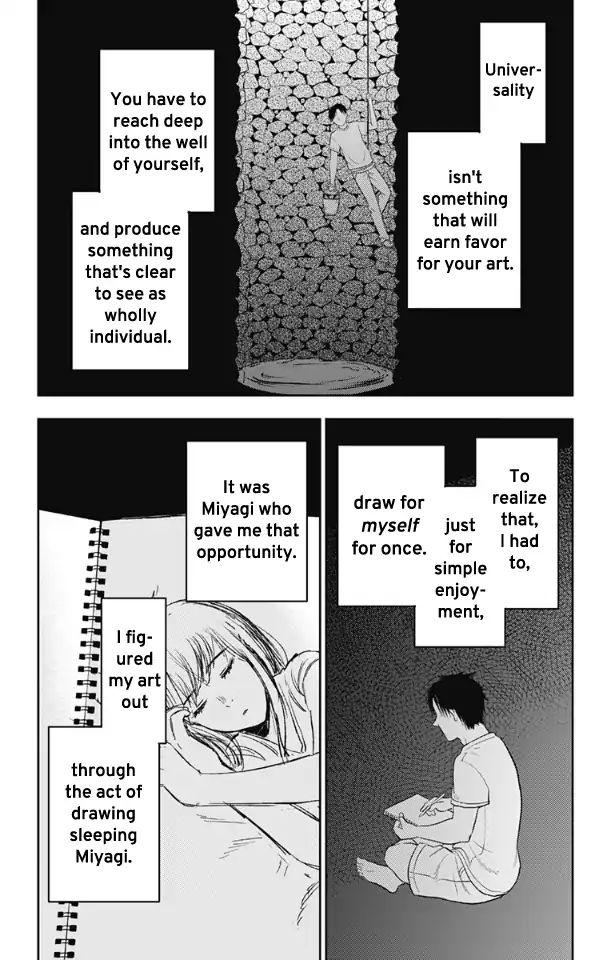 Univer-
sality
isn't
something
that will
earn favor
for your art.
You have to
reach deep
into the well
of yourself,
and produce
something
that's clear
to see as
wholly
individual.
To
realize
that,
I had
to,
just
for
simple
enjoy-
ment,
draw for
myself
for once.
It was
Miyagi who
gave me that
opportunity.
I fig-
ured
my art
out
through
the act of
drawing
sleeping
Miyagi.